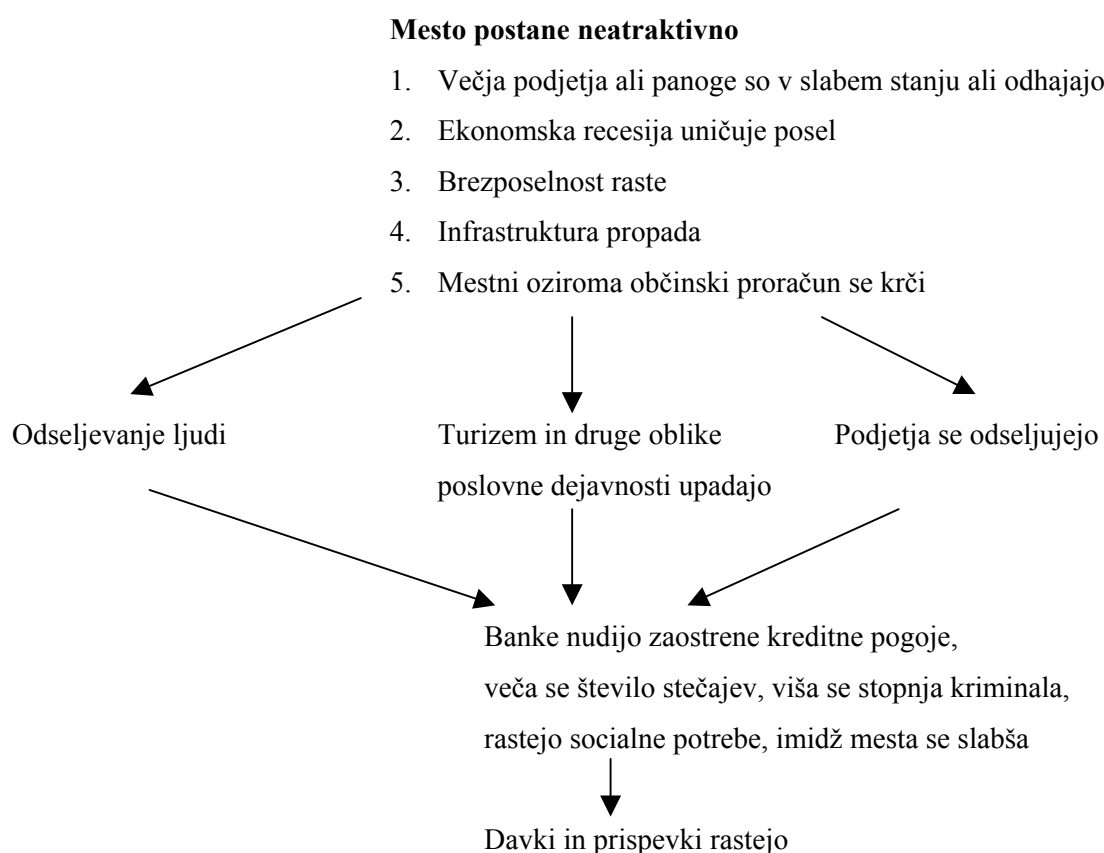 Mesto postane neatraktivno
1. Večja podjetja ali panoge so v slabem stanju ali odhajajo
2. Ekonomska recesija uničuje posel
3. Brezposelnost raste
4. Infrastruktura propada
5. Mestni oziroma občinski proračun se krči
Odseljevanje ljudi
Turizem in druge oblike
poslovne dejavnosti upadajo
Podjetja se odseljujejo
Banke nudijo zaostrene kreditne pogoje,
veča se število stečajev, viša se stopnja kriminala,
rastejo socialne potrebe, imidž mesta se slabša
Davki in prispevki rastejo